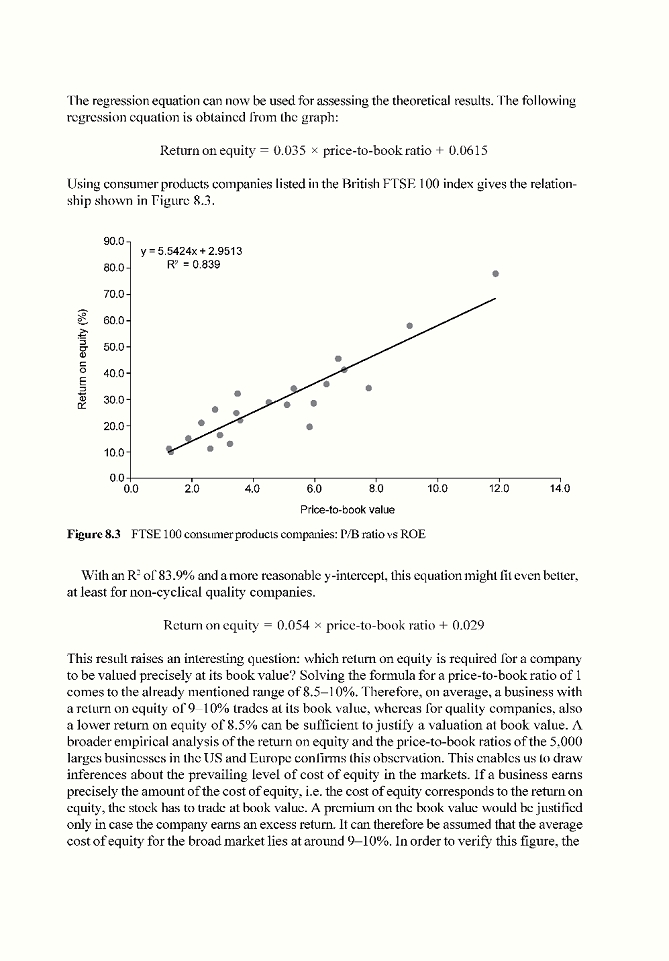 The regression equation can now be used for assessing the theoretical results. The following
regression equation is obtained from the graph:
Return on equity = 0.035 × price-to-book ratio + 0.0615
Using consumer products companies listed in the British FTSE 100 index gives the relation-
ship shown in Figure 8.3.
y = 5.5424x + 2.9513
R² = 0.839
90.0
80.0
70.0
60.0
50.0
40.0
30.0
20.0
10.0
0.0
Return on equity (%)
0.0 2.0 4.0 6.0 8.0 10.0 12.0 14.0
Price-to-book value
Figure 8.3 FTSE 100 consumer products companies: P/B ratio vs ROE
With an R² of 83.9% and a more reasonable y-intercept, this equation might fit even better,
at least for non-cyclical quality companies.
Return on equity = 0.054 × price-to-book ratio + 0.029
This result raises an interesting question: which return on equity is required for a company
to be valued precisely at its book value? Solving the formula for a price-to-book ratio of 1
comes to the already mentioned range of 8.5–10%. Therefore, on average, a business with
a return on equity of 9–10% trades at its book value, whereas for quality companies, also
a lower return on equity of 8.5% can be sufficient to justify a valuation at book value. A
broader empirical analysis of the return on equity and the price-to-book ratios of the 5,000
larges businesses in the US and Europe confirms this observation. This enables us to draw
inferences about the prevailing level of cost of equity in the markets. If a business earns
precisely the amount of the cost of equity, i.e. the cost of equity corresponds to the return on
equity, the stock has to trade at book value. A premium on the book value would be justified
only in case the company earns an excess return. It can therefore be assumed that the average
cost of equity for the broad market lies at around 9–10%. In order to verify this figure, the